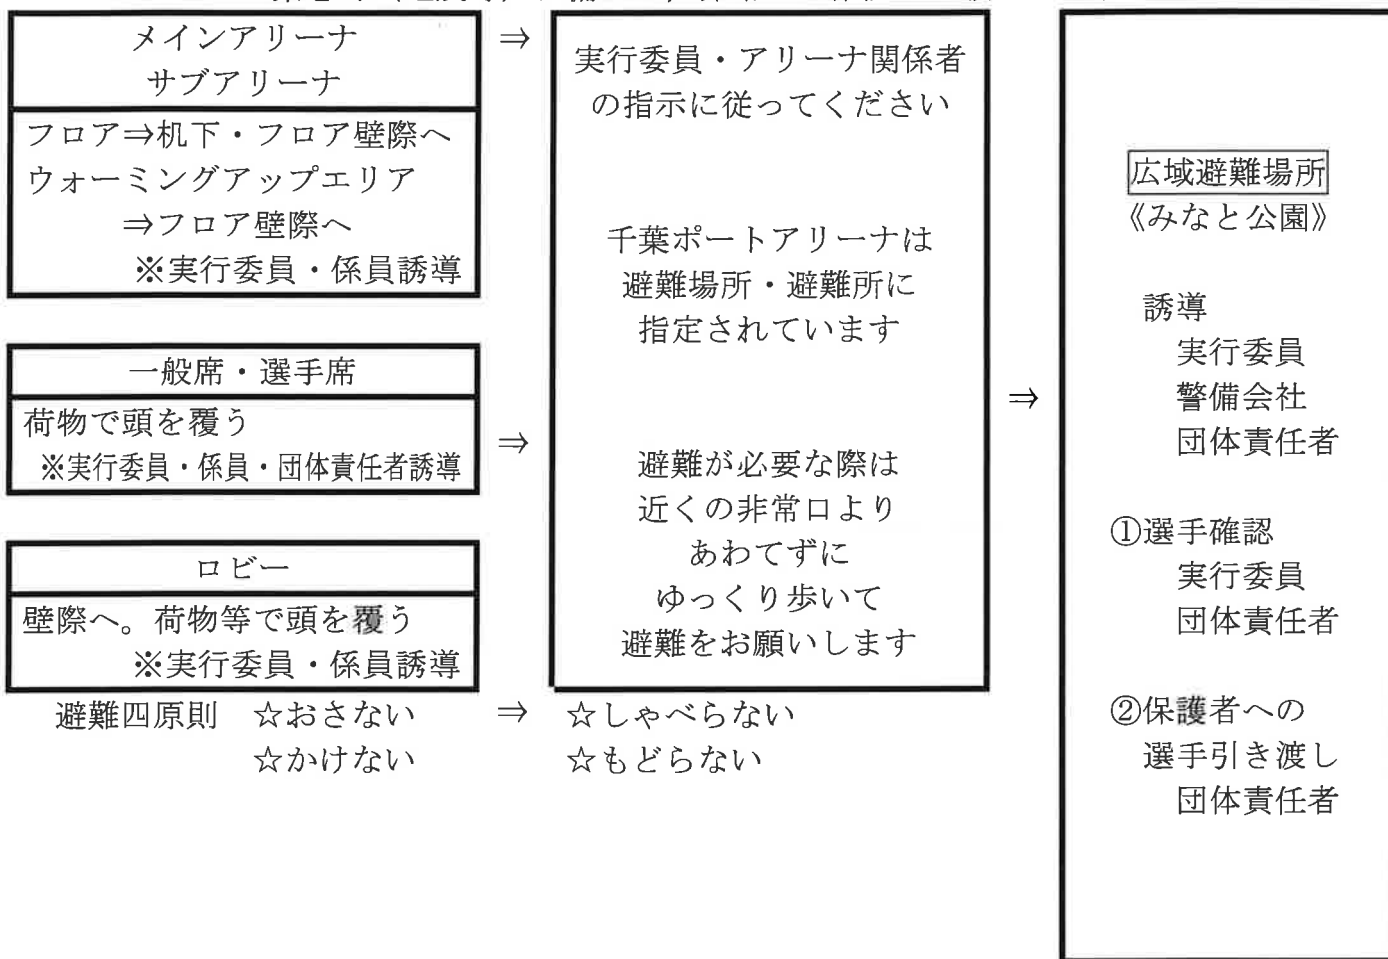 メインアリーナ
サブアリーナ
フロア⇒机下・フロア壁際へ
ウォーミングアップエリア
⇒フロア壁際へ
※実行委員・係員誘導
⇒
一般席・選手席
荷物で頭を覆う
※実行委員・係員・団体責任者誘導
⇒
ロビー
壁際へ。荷物等で頭を覆う
※実行委員・係員誘導
⇒
実行委員・アリーナ関係者
の指示に従ってください
千葉ポートアリーナは
避難場所・避難所に
指定されています
避難が必要な際は
近くの非常口より
あわてずに
ゆっくり歩いて
避難をお願いします
⇒
広域避難場所
《みなと公園》
誘導
実行委員
警備会社
団体責任者
①選手確認
実行委員
団体責任者
②保護者への
選手引き渡し
団体責任者
避難四原則 ☆おさない ☆しゃべらない
☆かけない ☆もどらない